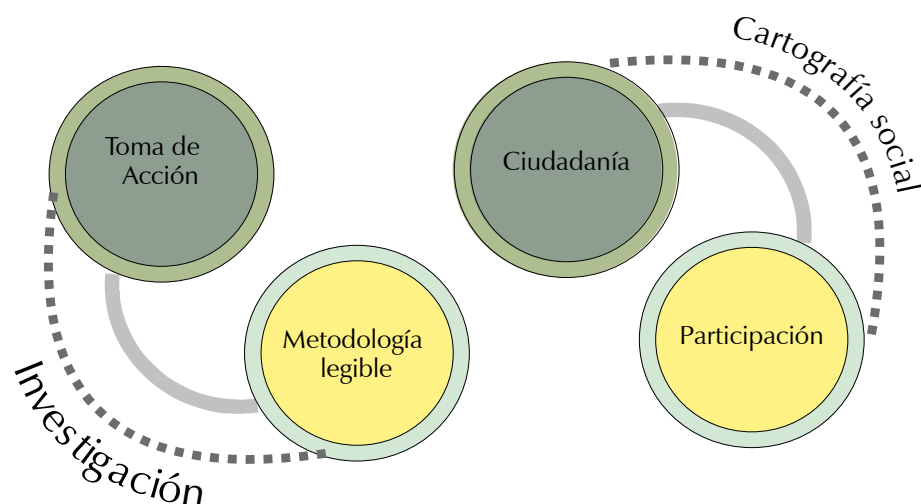 Toma de
Acción
Metodología
legible
Investigación
Ciudadanía
Participación
Cartografía social